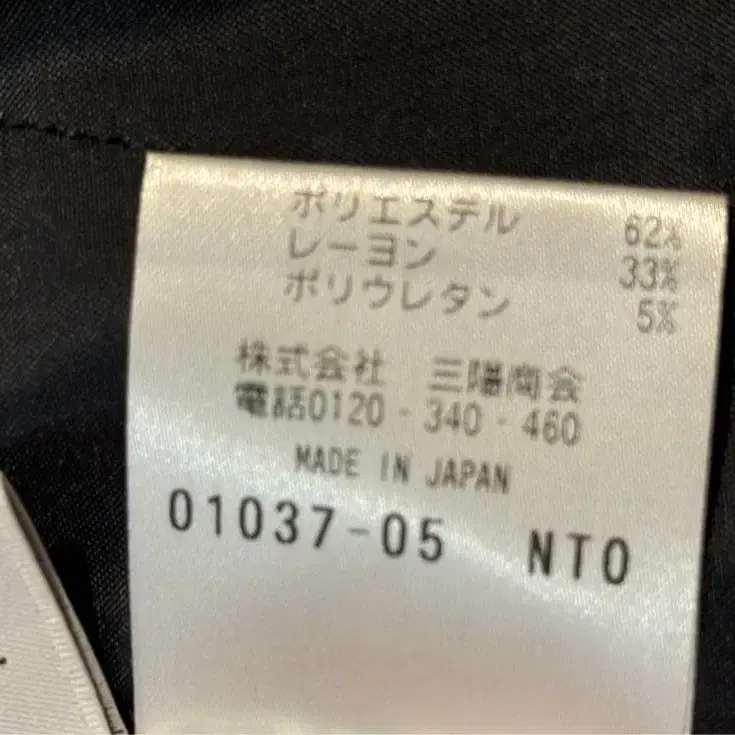 ポリエステル 62%
レーヨン 33%
ポリウレタン 5%
株式会社 三陽商会
電話0120-340-460
MADE IN JAPAN
01037-05 NTO